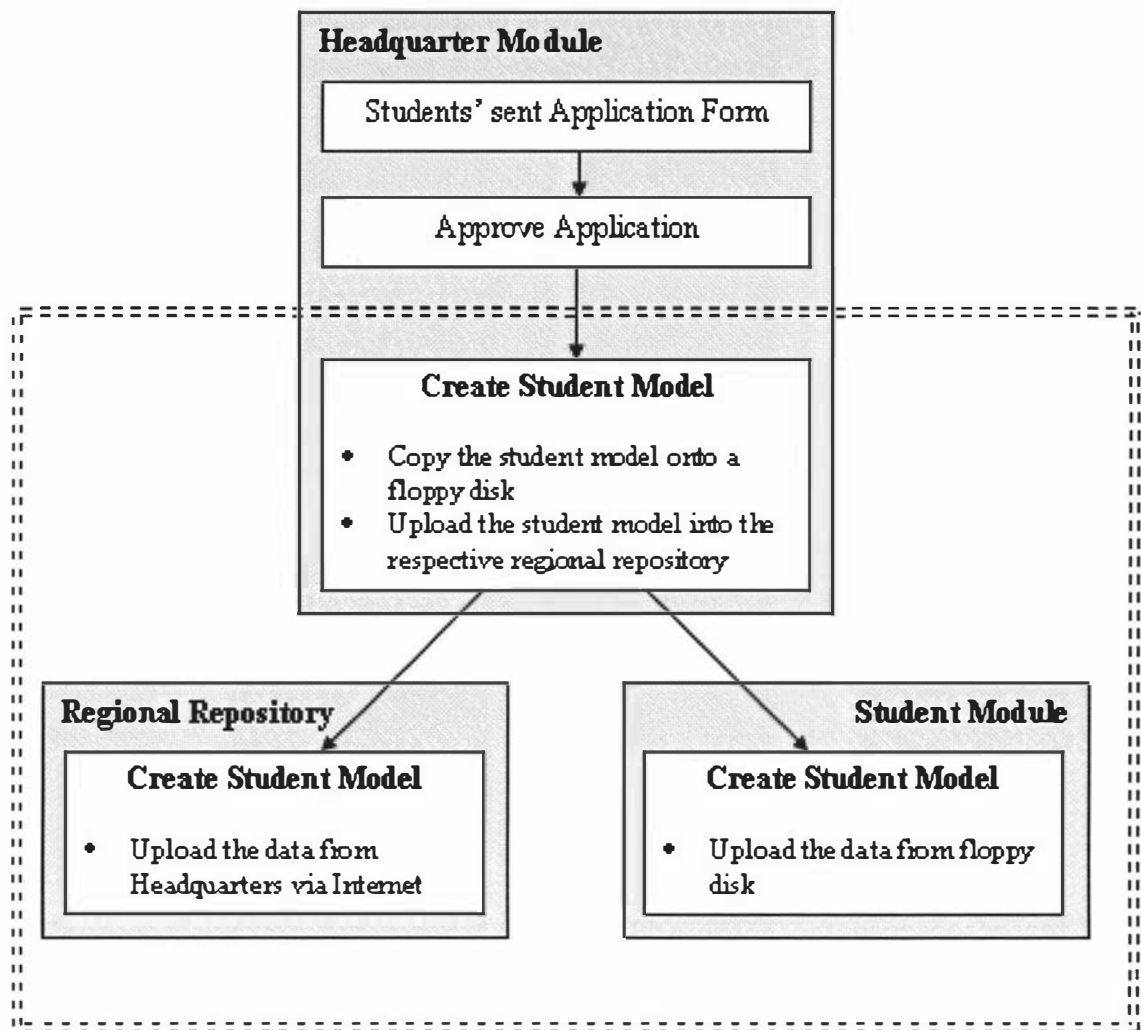 Headquarter Module
Students' sent Application Form
Approve Application
Create Student Model
• Copy the student model onto a
floppy disk
• Upload the student model into the
respective regional repository
Regional Repository
Create Student Model
• Upload the data from
Headquarters via Internet
Student Module
Create Student Model
• Upload the data from floppy
disk